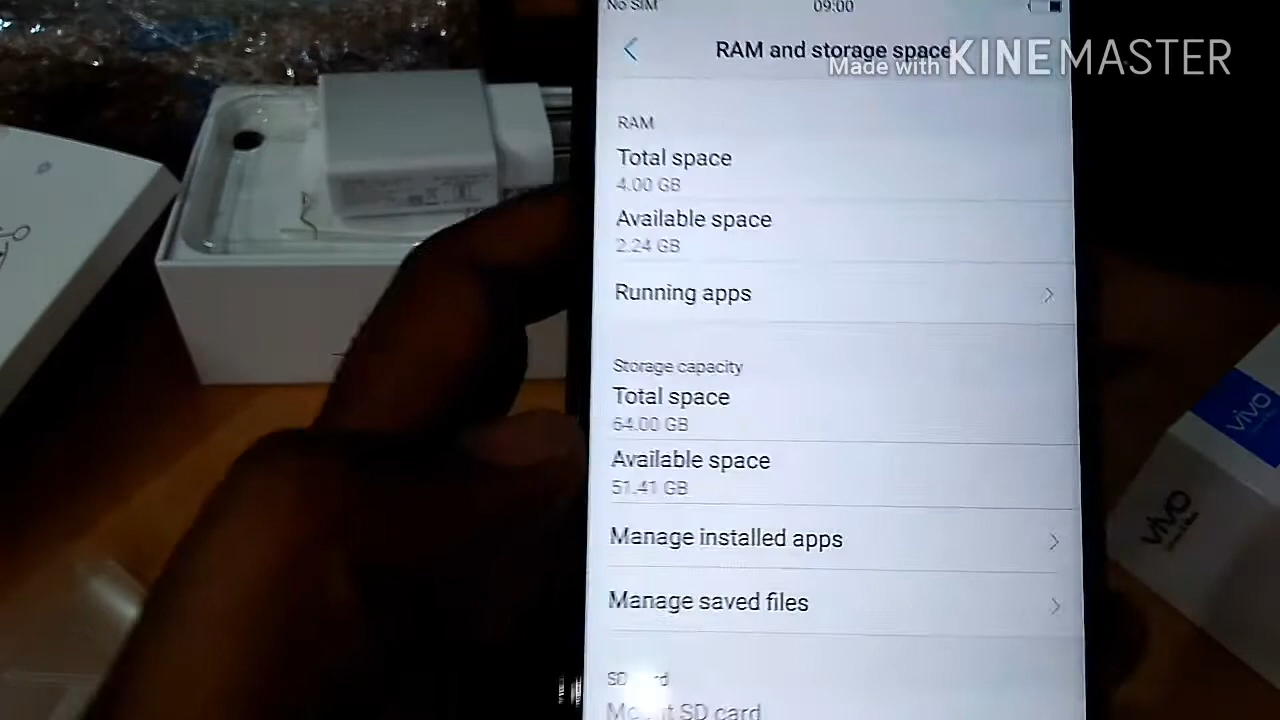 No SIM
09:00
RAM and storage space
Made with KINEMASTER
RAM
Total space
4.00 GB
Available space
2.24 GB
Running apps
Storage capacity
Total space
64.00 GB
Available space
51.41 GB
Manage installed apps
Manage saved files
SD
SD card
vivo
vivo